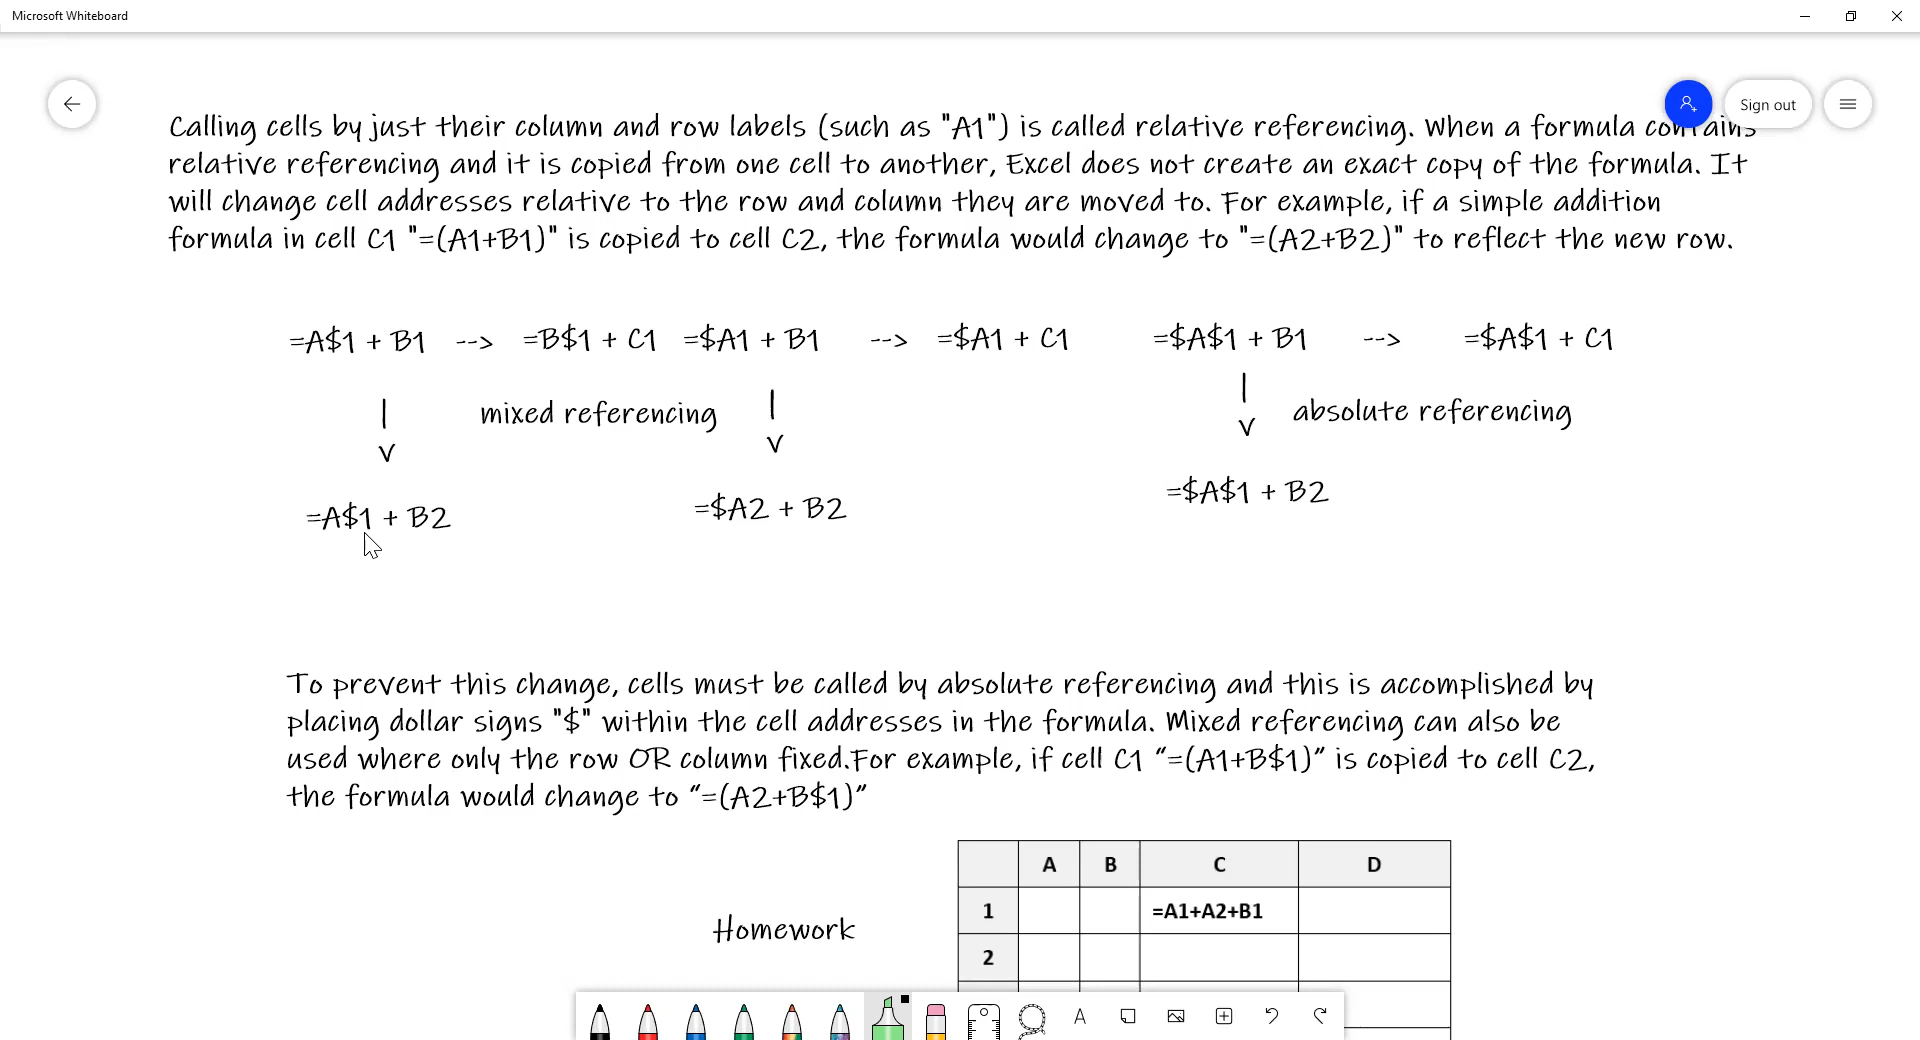 Microsoft Whiteboard
Sign out
Calling cells by just their column and row labels (such as "A1") is called relative referencing. When a formula contains
relative referencing and it is copied from one cell to another, Excel does not create an exact copy of the formula. It
will change cell addresses relative to the row and column they are moved to. For example, if a simple addition
formula in cell C1 "=(A1+B1)" is copied to cell C2, the formula would change to "=(A2+B2)" to reflect the new row.
=A$1 + B1 --> =B$1 + C1 =$A1 + B1 --> =$A1 + C1 =$A$1 + B1 --> =$A$1 + C1
| mixed referencing | | absolute referencing
v v v
=A$1 + B2 =$A2 + B2 =$A$1 + B2
To prevent this change, cells must be called by absolute referencing and this is accomplished by
placing dollar signs "$" within the cell addresses in the formula. Mixed referencing can also be
used where only the row OR column fixed.For example, if cell C1 “=(A1+B$1)” is copied to cell C2,
the formula would change to “=(A2+B$1)”
A B C D
1 =A1+A2+B1
Homework
2
A